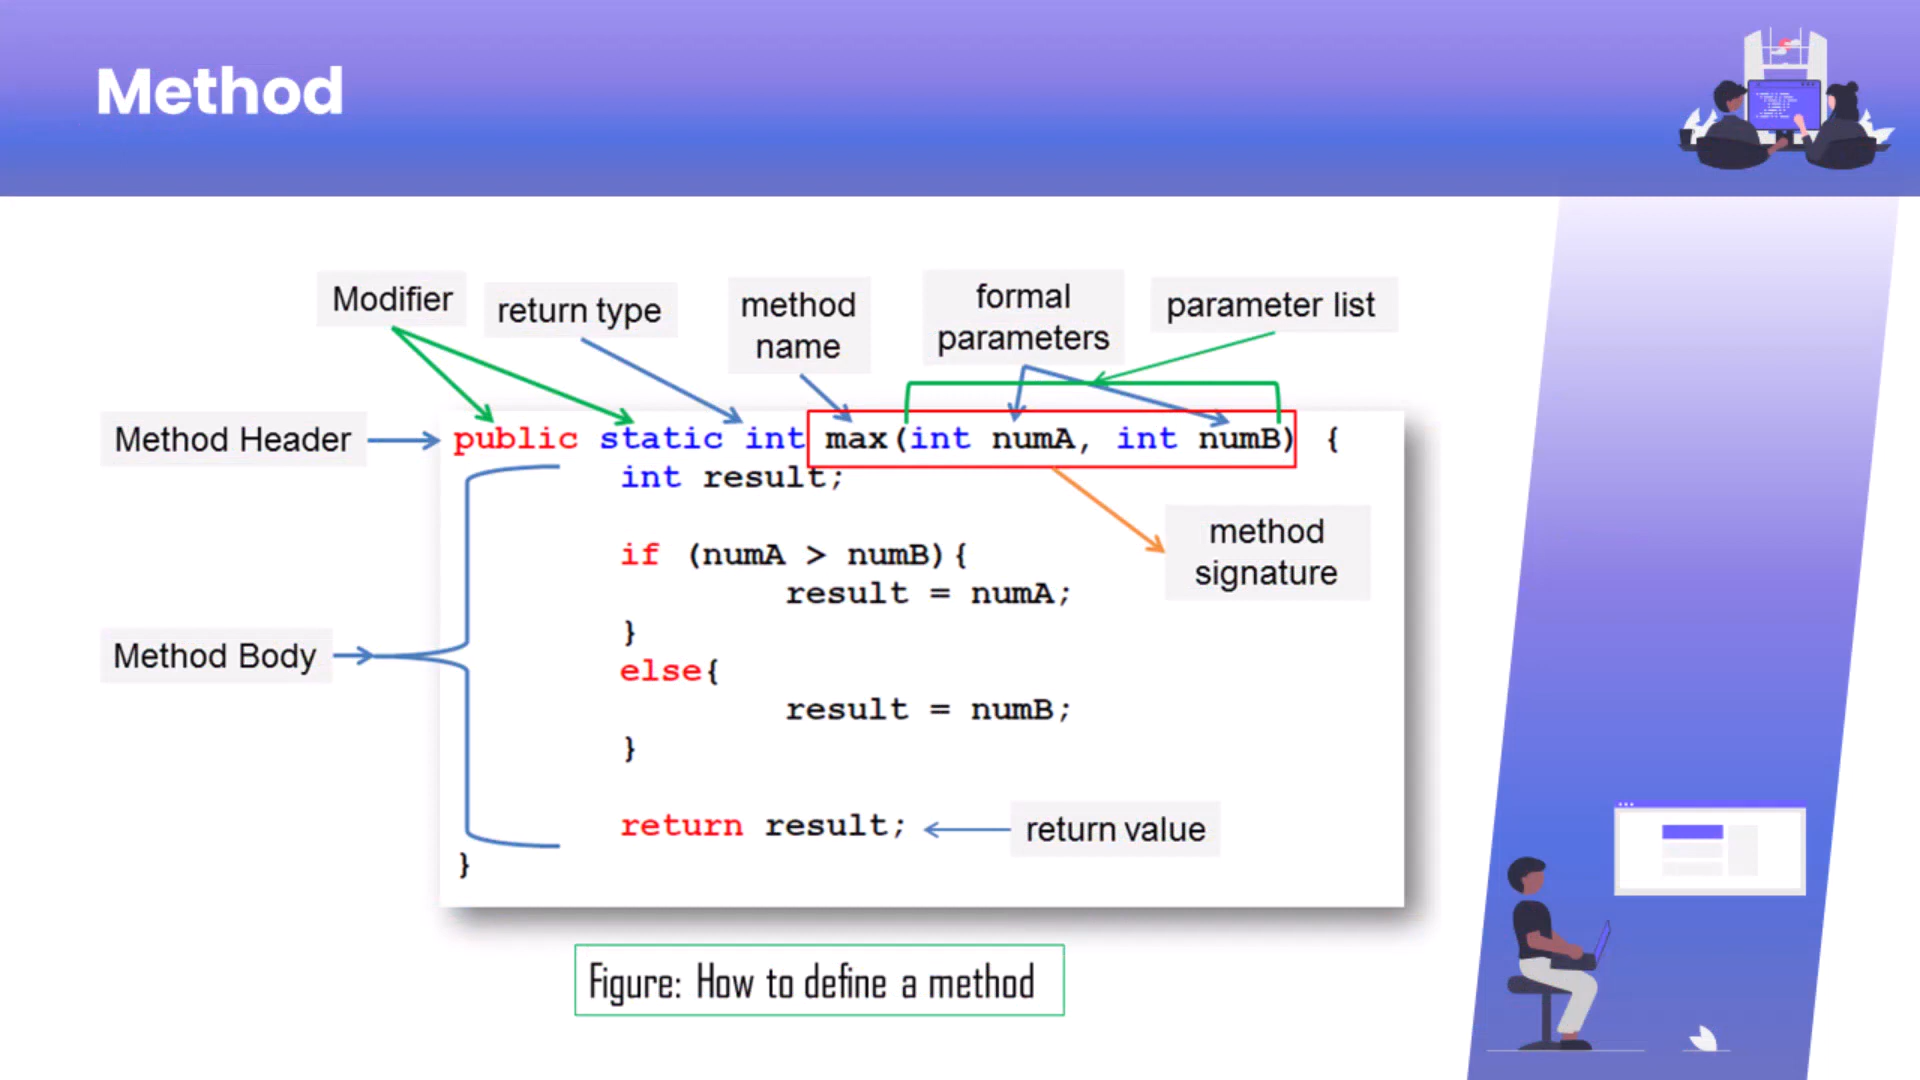 Method
Modifier
return type
method
name
formal
parameters
parameter list
Method Header
public static int max(int numA, int numB) {
int result;
if (numA > numB){
result = numA;
}
else{
result = numB;
}
return result;
}
method
signature
Method Body
return value
Figure: How to define a method